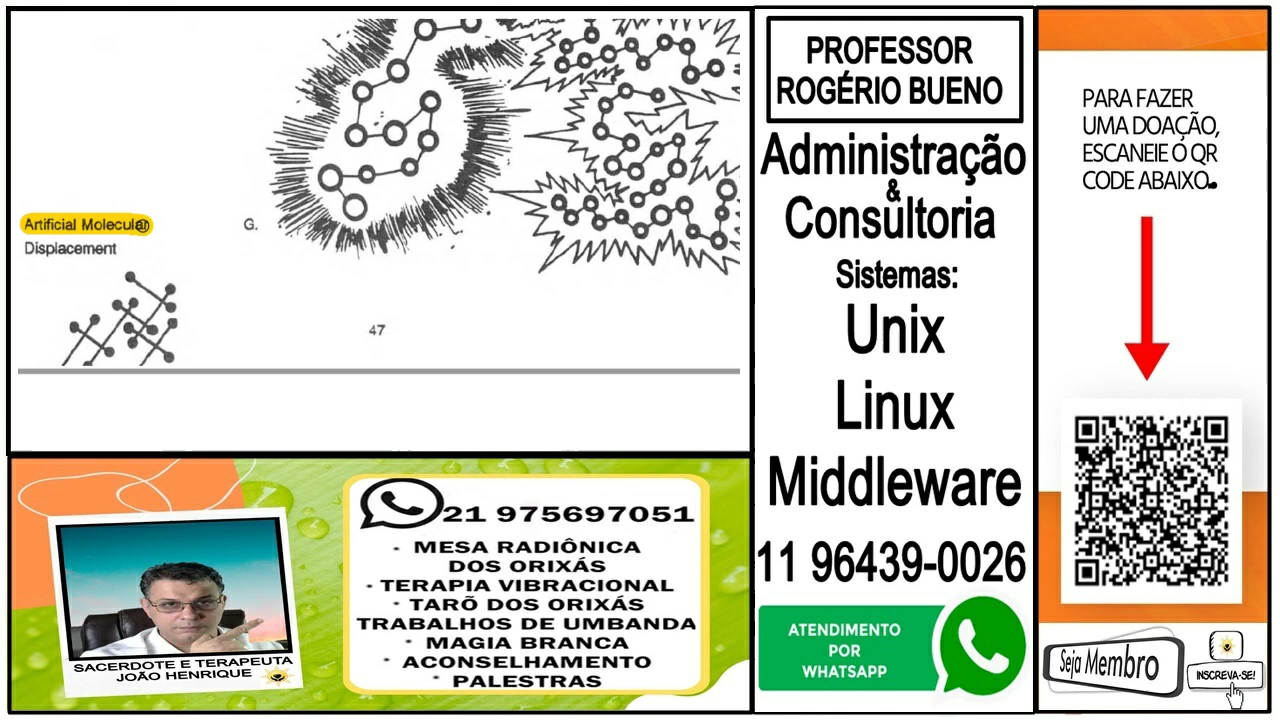 Artificial Molecular
Displacement
G.
47
PROFESSOR
ROGÉRIO BUENO
Administração
&
Consultoria
Sistemas:
Unix
Linux
Middleware
11 96439-0026
ATENDIMENTO
POR
WHATSAPP
PARA FAZER
UMA DOAÇÃO,
ESCANEIE O QR
CODE ABAIXO.
Seja Membro
INSCREVA-SE!
SACERDOTE E TERAPEUTA
JOÃO HENRIQUE
21 975697051
· MESA RADIÔNICA
DOS ORIXÁS
· TERAPIA VIBRACIONAL
· TARÕ DOS ORIXÁS
TRABALHOS DE UMBANDA
· MAGIA BRANCA
· ACONSELHAMENTO
· PALESTRAS